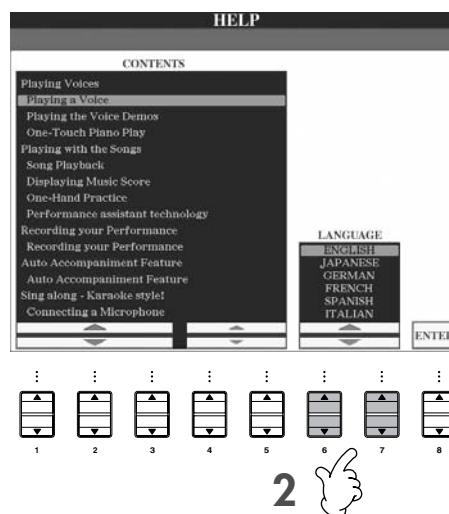 HELP
CONTENTS
Playing Voices
Playing a Voice
Playing the Voice Demos
One-Touch Piano Play
Playing with the Songs
Song Playback
Displaying Music Score
One-Hand Practice
Performance assistant technology
Recording your Performance
Recording your Performance
Auto Accompaniment Feature
Auto Accompaniment Feature
Sing along - Karaoke style!
Connecting a Microphone
LANGUAGE
ENGLISH
JAPANESE
GERMAN
FRENCH
SPANISH
ITALIAN
ENTE
1 2 3 4 5 6 7 8
2